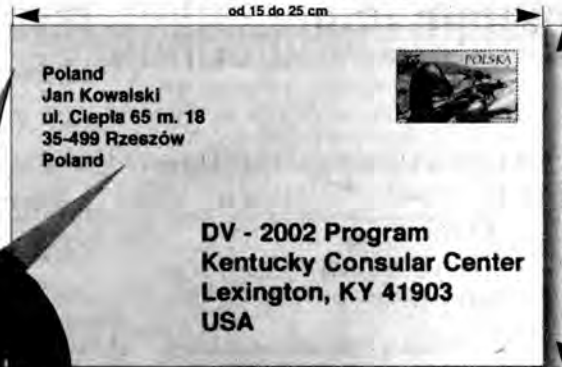 od 15 do 25 cm
Poland
Jan Kowalski
ul. Ciepła 65 m. 18
35-499 Rzeszów
Poland
POLSKA
DV - 2002 Program
Kentucky Consular Center
Lexington, KY 41903
USA